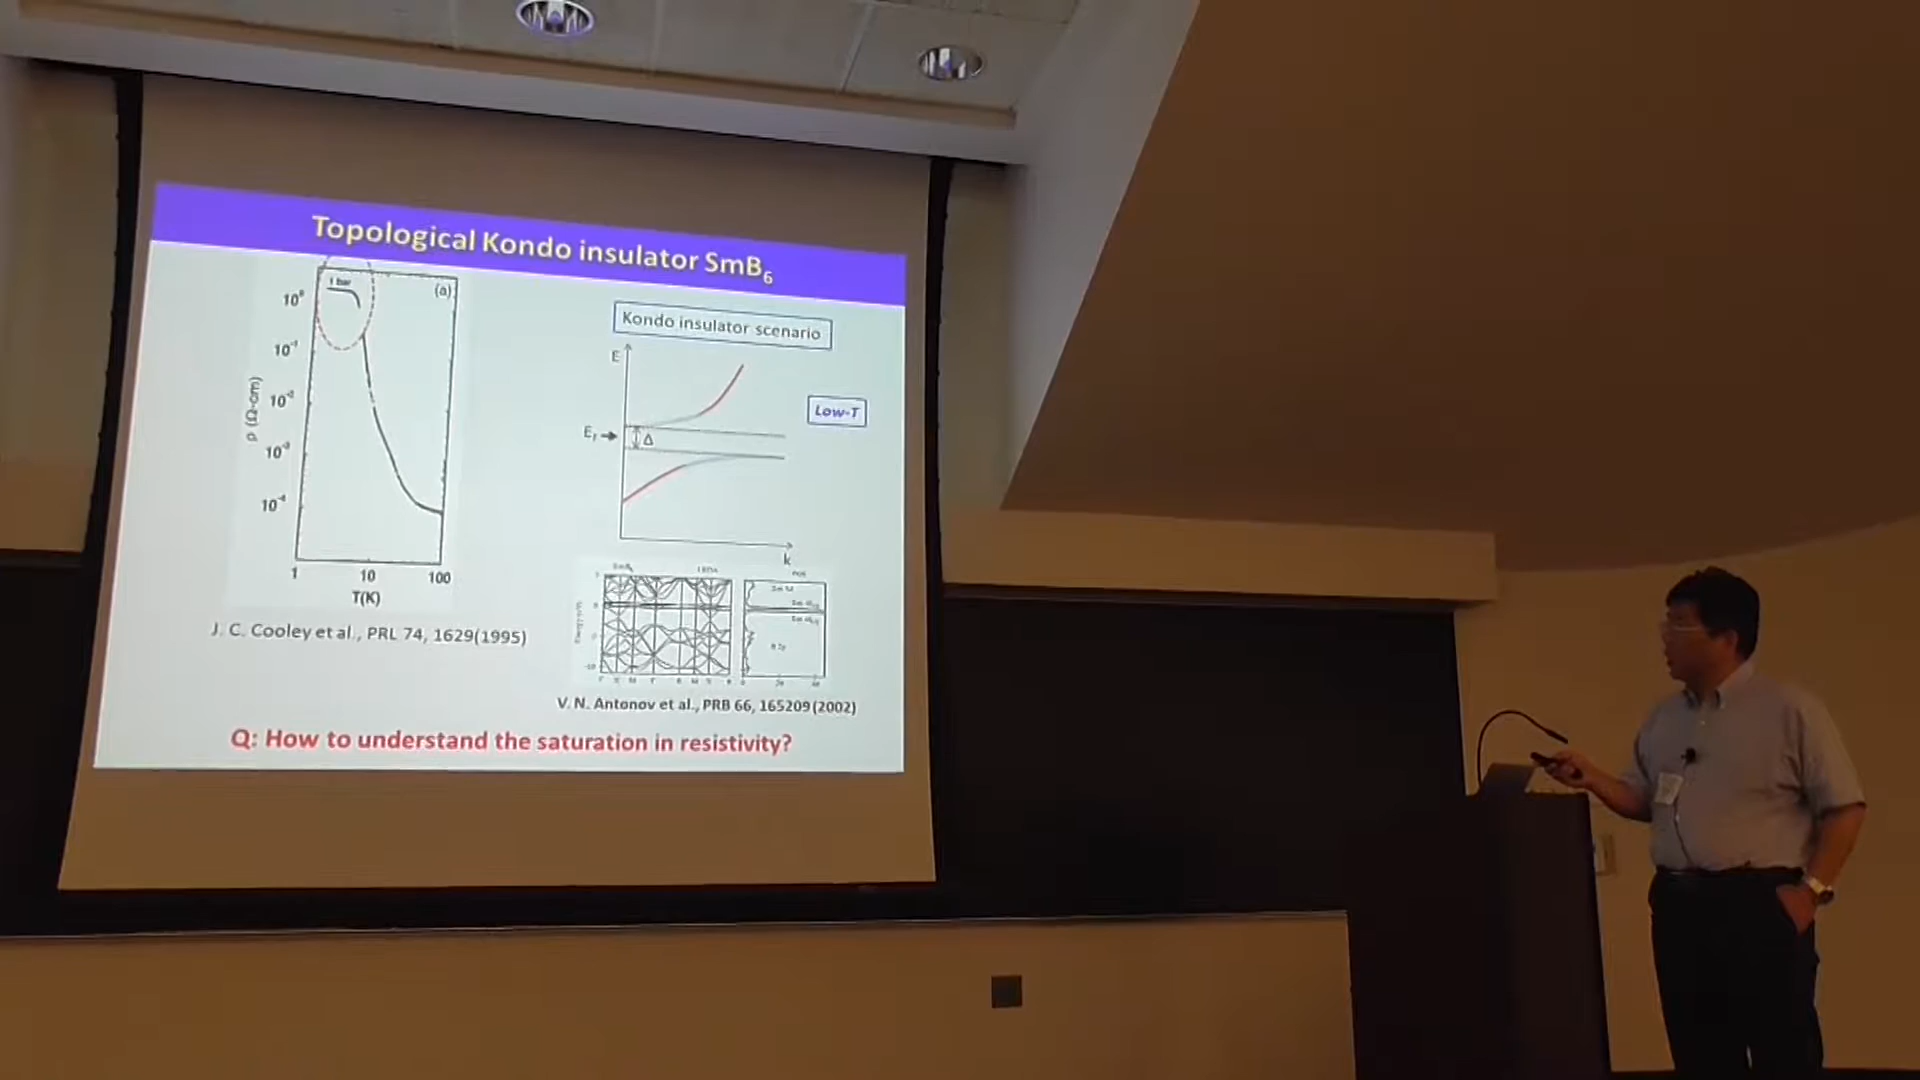 Topological Kondo insulator SmB6
1 bar
(a)
10⁰
10⁻¹
10⁻²
10⁻³
10⁻⁴
ρ (Ω-cm)
1 10 100
T(K)
J. C. Cooley et al., PRL 74, 1629(1995)
Kondo insulator scenario
E
Low-T
Ef
Δ
k
SmB6
V. N. Antonov et al., PRB 66, 165209(2002)
Q: How to understand the saturation in resistivity?